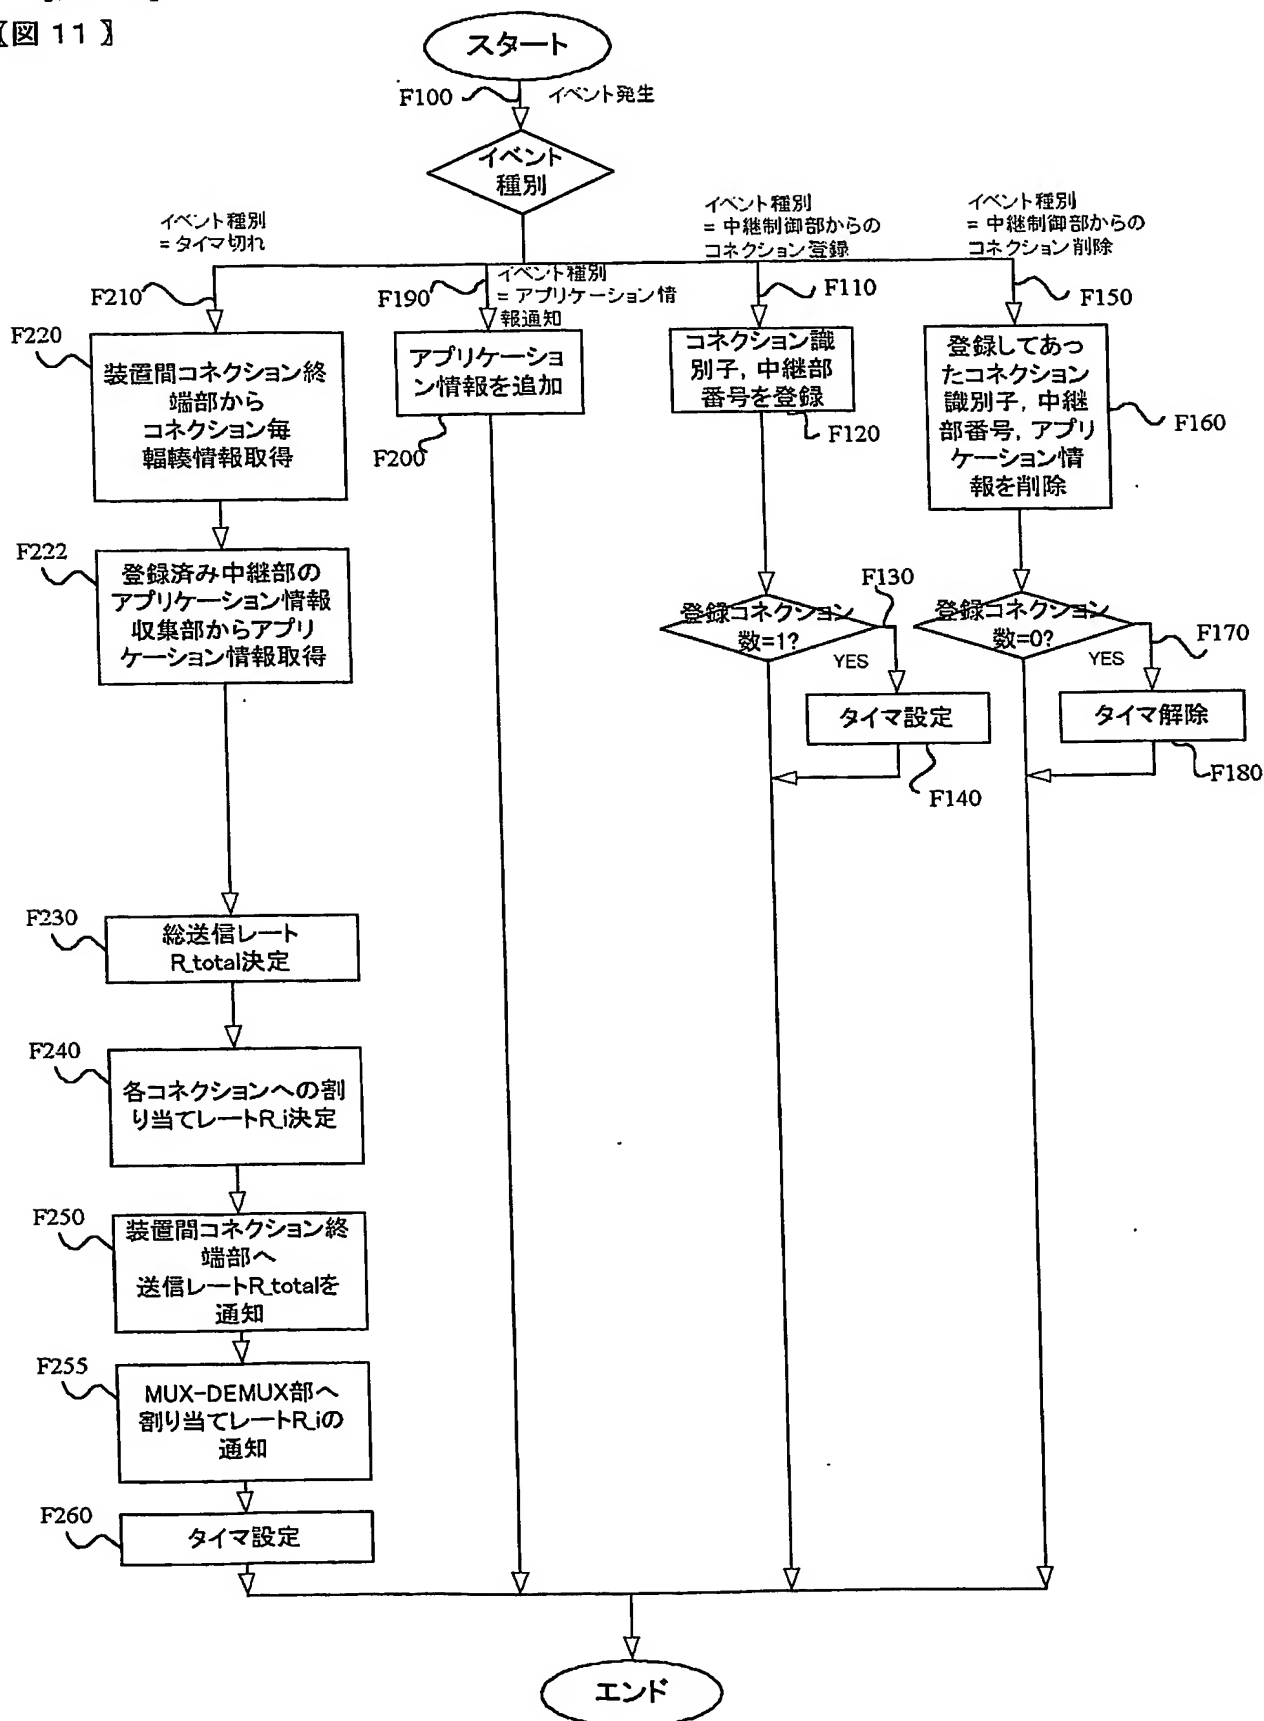 【図 11 】
スタート
F100
イベント発生
イベント
種別
イベント種別
= タイマ切れ
イベント種別
= アプリケーション情
報通知
イベント種別
= 中継制御部からの
コネクション登録
イベント種別
= 中継制御部からの
コネクション削除
F210
F190
F110
F150
F220
装置間コネクション終
端部から
コネクション毎
輻輳情報取得
アプリケーショ
ン情報を追加
F200
コネクション識
別子, 中継部
番号を登録
F120
登録してあっ
たコネクション
識別子, 中継
部番号, アプリ
ケーション情
報を削除
F160
F222
登録済み中継部の
アプリケーション情報
収集部からアプリ
ケーション情報取得
登録コネクション
数=1?
F130
YES
タイマ設定
F140
登録コネクション
数=0?
F170
YES
タイマ解除
F180
F230
総送信レート
R_total決定
F240
各コネクションへの割
り当てレートR_i決定
F250
装置間コネクション終
端部へ
送信レートR_totalを
通知
F255
MUX-DEMUX部へ
割り当てレートR_iの
通知
F260
タイマ設定
エンド